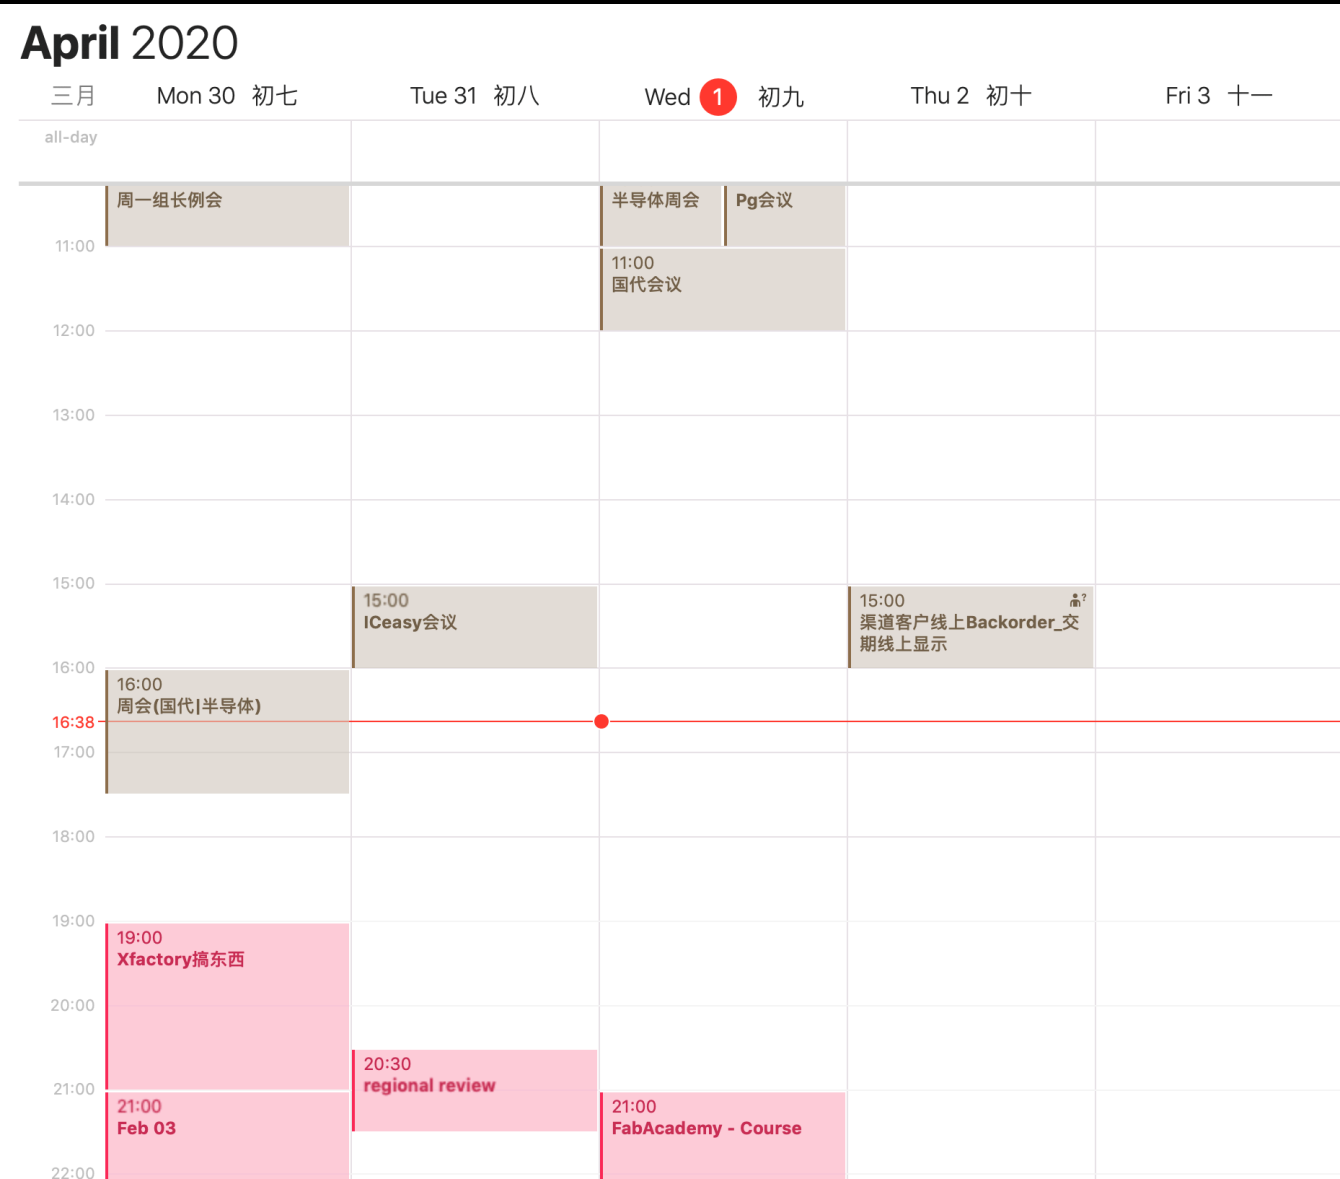 April 2020
三月 Mon 30 初七 Tue 31 初八 Wed 1 初九 Thu 2 初十 Fri 3 十一
all-day
周一组长例会 半导体周会 Pg会议
11:00
11:00
国代会议
12:00
13:00
14:00
15:00
15:00
ICeasy会议
15:00
渠道客户线上Backorder_交
期线上显示
16:00
16:00
周会(国代|半导体)
16:38
17:00
18:00
19:00
19:00
Xfactory搞东西
20:00
20:30
regional review
21:00
21:00
Feb 03
21:00
FabAcademy - Course
22:00